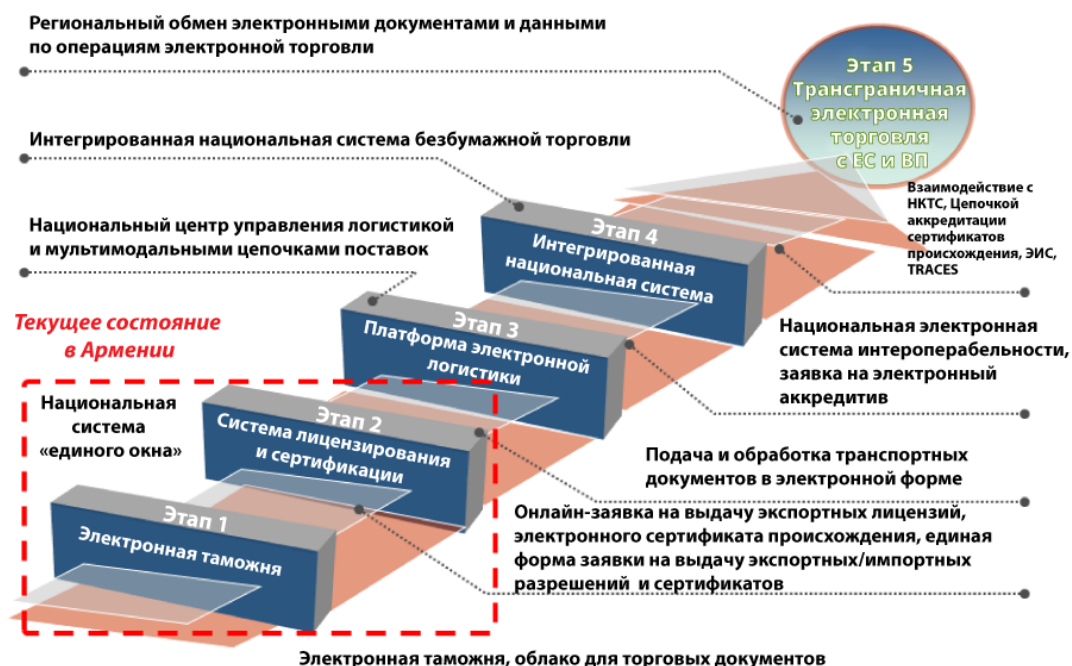 Региональный обмен электронными документами и данными
по операциям электронной торговли
Этап 5
Трансграничная
электронная
торговля
с ЕС и ВП
Интегрированная национальная система безбумажной торговли
Взаимодействие с
НКТС, Цепочкой
аккредитации
сертификатов
происхождения, ЭИС,
TRACES
Национальный центр управления логистикой
и мультимодальными цепочками поставок
Этап 4
Интегрированная
национальная система
Текущее состояние
в Армении
Этап 3
Платформа электронной
логистики
Национальная электронная
система интероперабельности,
заявка на электронный
аккредитив
Национальная
система
«единого окна»
Этап 2
Система лицензирования
и сертификации
Подача и обработка транспортных
документов в электронной форме
Этап 1
Электронная таможня
Онлайн-заявка на выдачу экспортных лицензий,
электронного сертификата происхождения, единая
форма заявки на выдачу экспортных/импортных
разрешений и сертификатов
Электронная таможня, облако для торговых документов